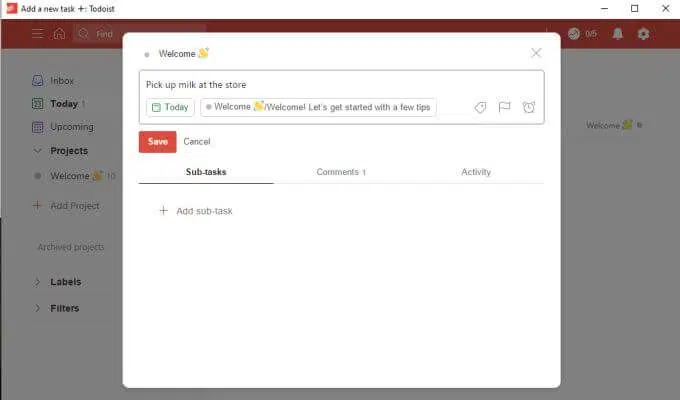 Add a new task ➕: Todoist
Find
0/5
Inbox
Today 1
Upcoming
Projects
Welcome 👋 10
Add Project
Archived projects
Labels
Filters
Welcome 👋
Pick up milk at the store
Today
Welcome 👋/Welcome! Let's get started with a few tips
Save Cancel
Sub-tasks Comments 1 Activity
Add sub-task
Welcome 👋